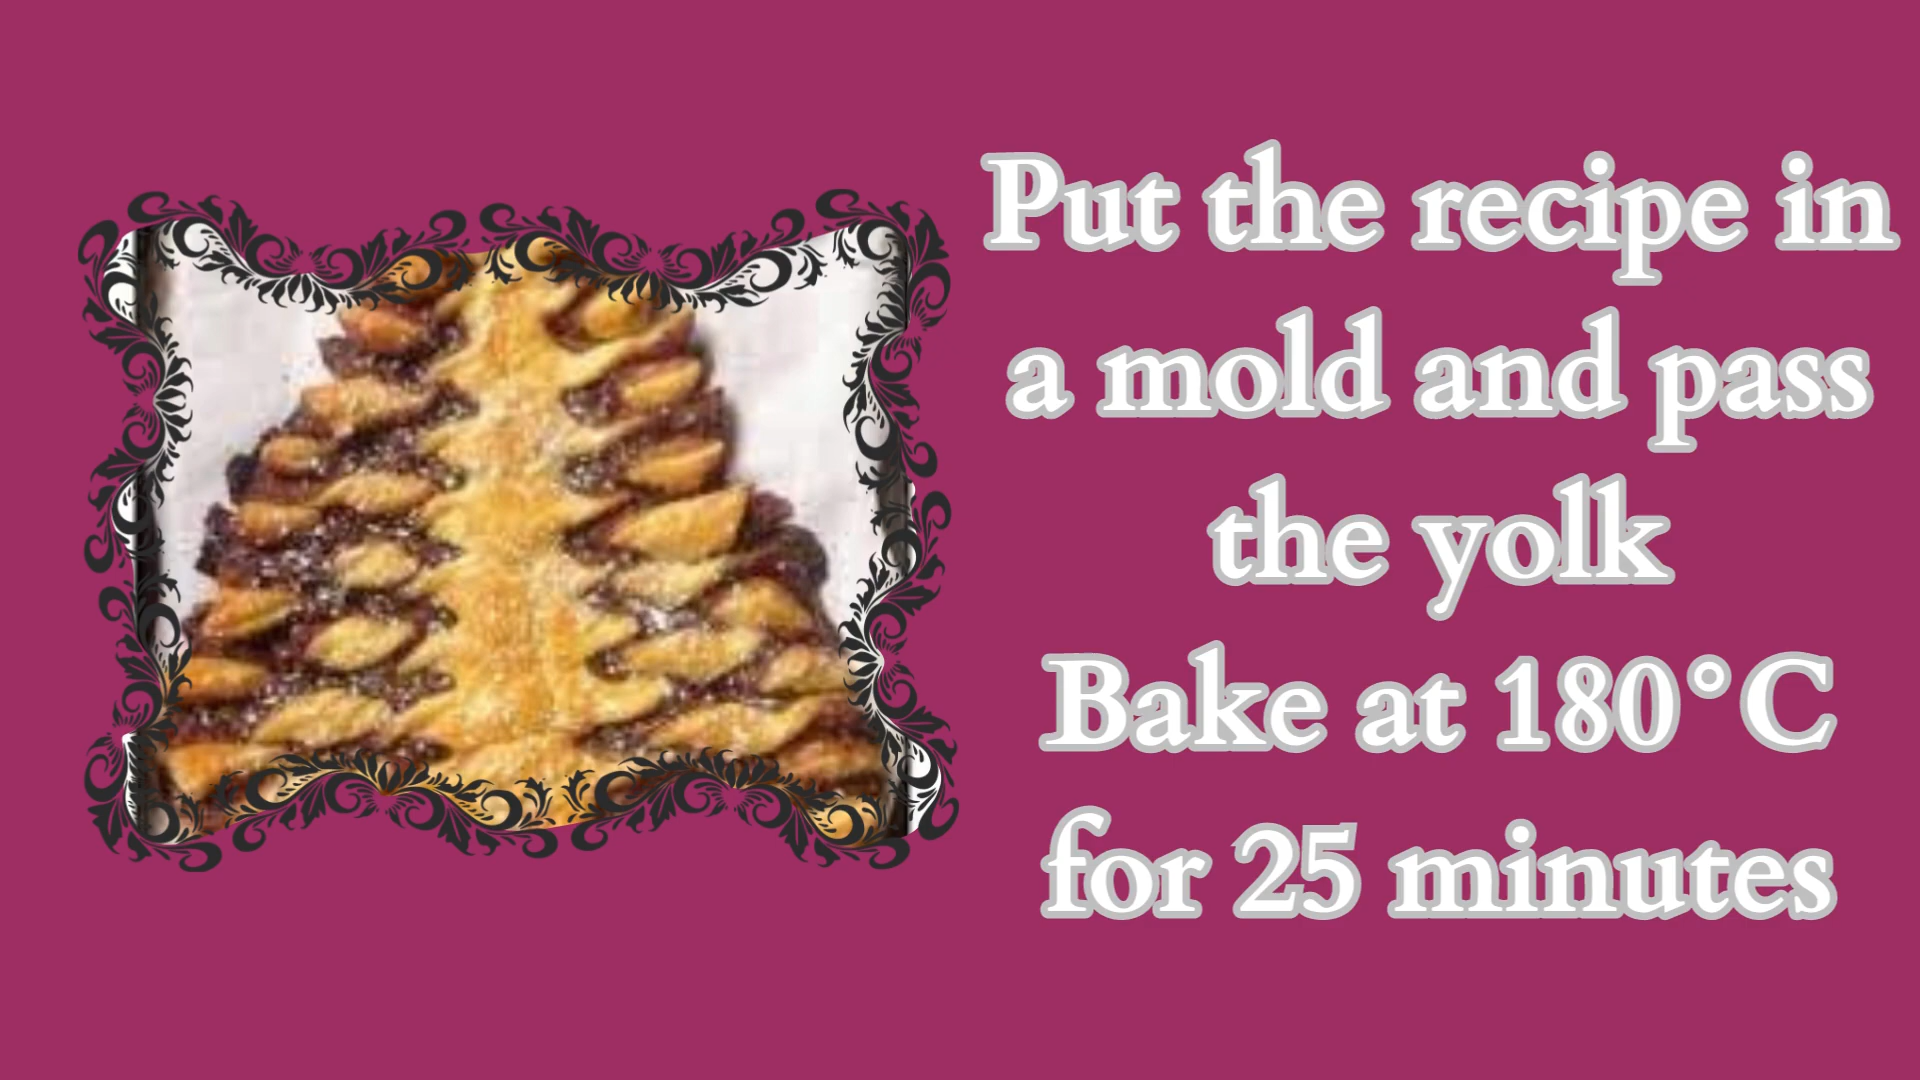 Put the recipe in
a mold and pass
the yolk
Bake at 180°C
for 25 minutes